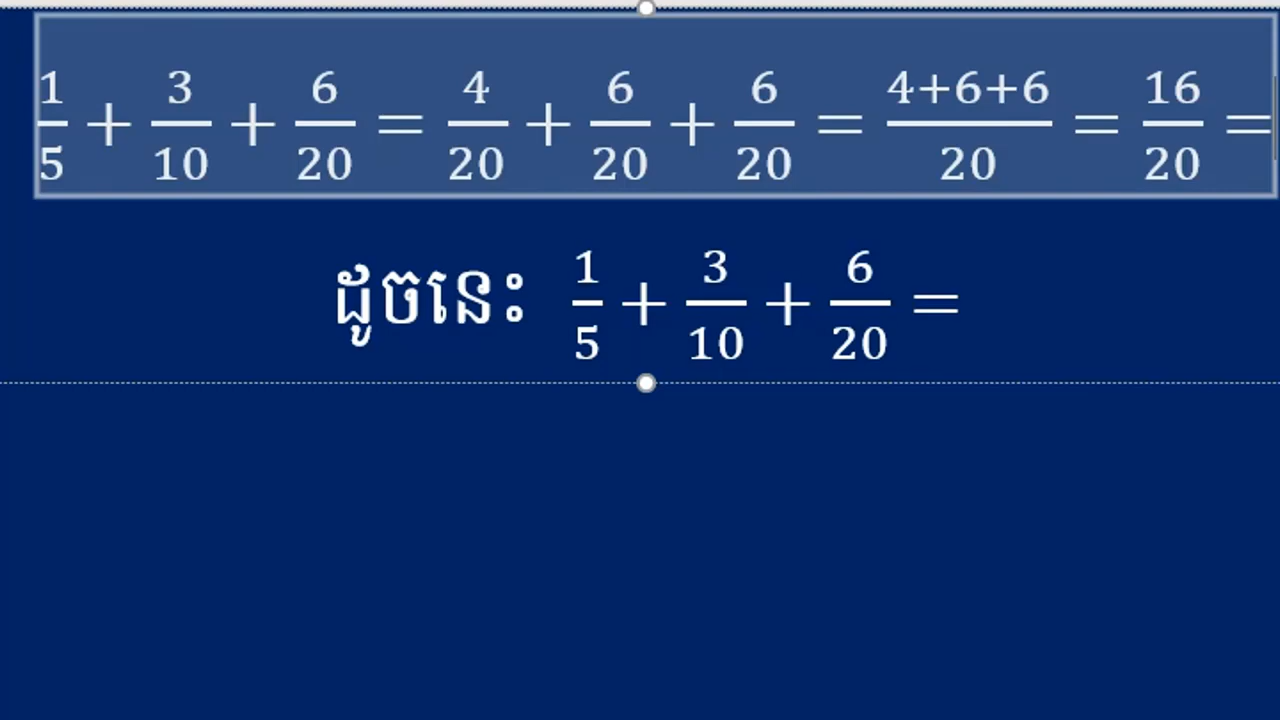 1/5 + 3/10 + 6/20 = 4/20 + 6/20 + 6/20 = 4+6+6/20 = 16/20 =
ដូចនេះ 1/5 + 3/10 + 6/20 =